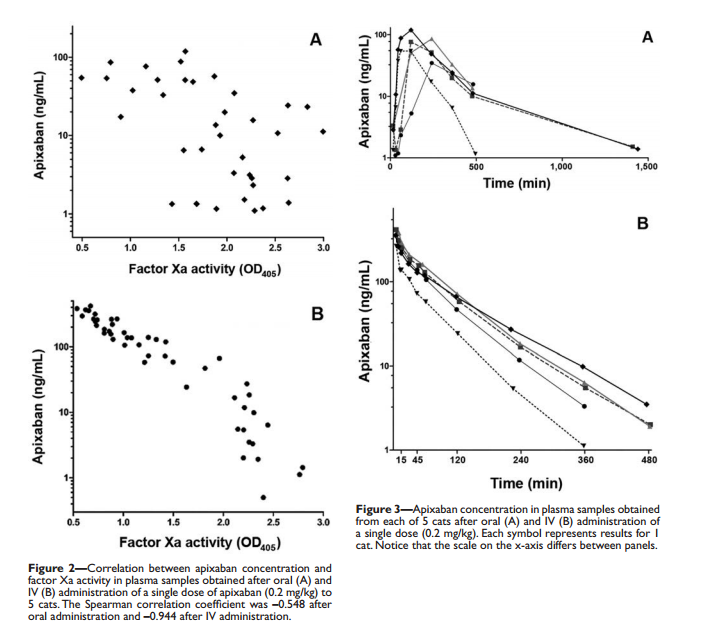 A
Apixaban (ng/mL)
100
10
1
0.5 1.0 1.5 2.0 2.5 3.0
Factor Xa activity (OD405)
B
Apixaban (ng/mL)
100
10
1
0.5 1.0 1.5 2.0 2.5 3.0
Factor Xa activity (OD405)
Figure 2—Correlation between apixaban concentration and
factor Xa activity in plasma samples obtained after oral (A) and
IV (B) administration of a single dose of apixaban (0.2 mg/kg) to
5 cats. The Spearman correlation coefficient was –0.548 after
oral administration and –0.944 after IV administration.
A
Apixaban (ng/mL)
100
10
1
0 500 1,000 1,500
Time (min)
B
Apixaban (ng/mL)
100
10
1
15 45 120 240 360 480
Time (min)
Figure 3—Apixaban concentration in plasma samples obtained
from each of 5 cats after oral (A) and IV (B) administration of
a single dose (0.2 mg/kg). Each symbol represents results for 1
cat. Notice that the scale on the x-axis differs between panels.